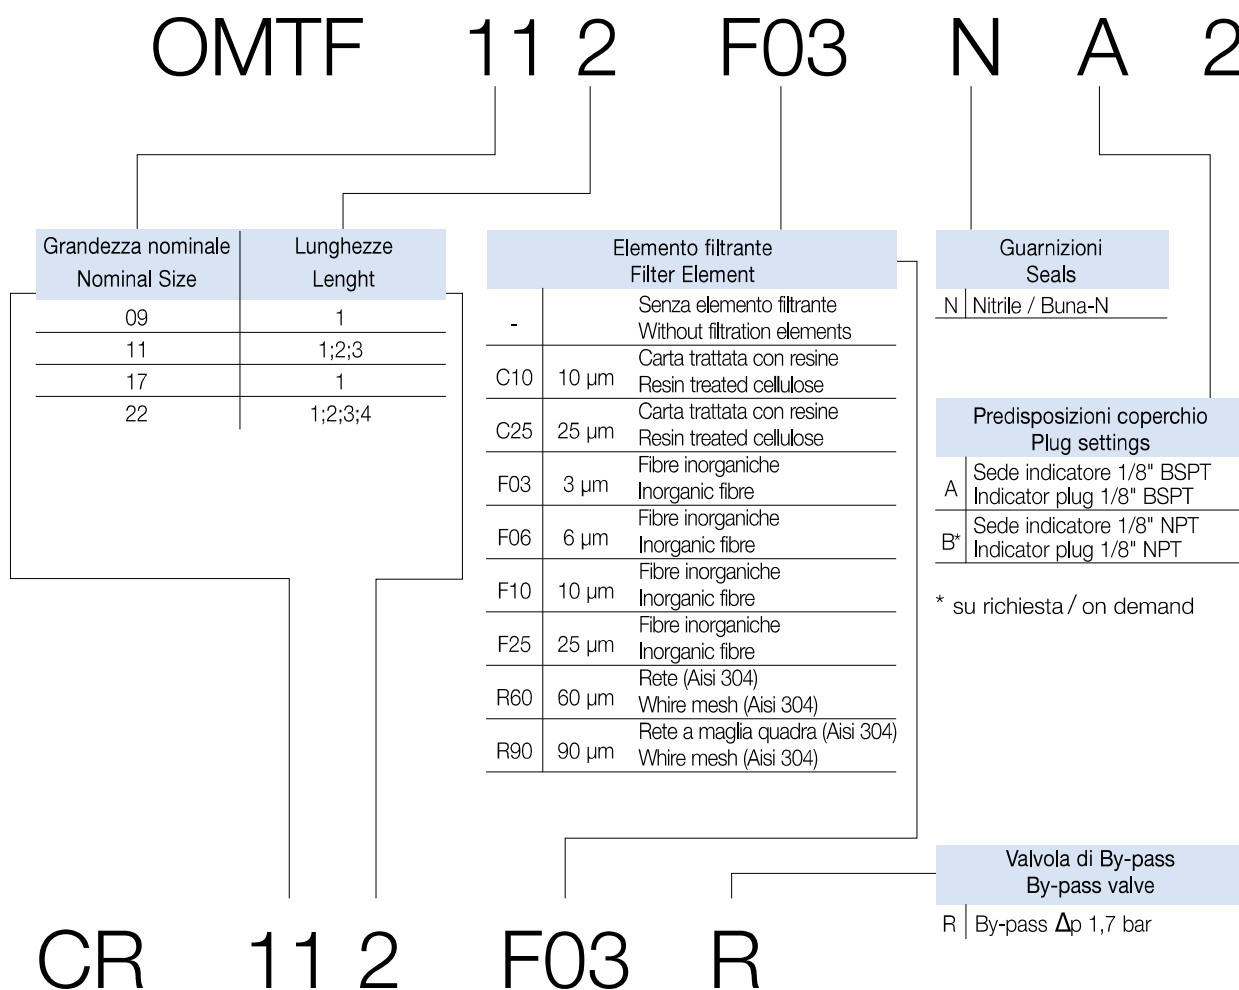 OMTF 11 2 F03 N A 2
Grandezza nominale
Nominal Size
Lunghezze
Lenght
09 1
11 1;2;3
17 1
22 1;2;3;4
Elemento filtrante
Filter Element
- Senza elemento filtrante
Without filtration elements
C10 10 µm Carta trattata con resine
Resin treated cellulose
C25 25 µm Carta trattata con resine
Resin treated cellulose
F03 3 µm Fibre inorganiche
Inorganic fibre
F06 6 µm Fibre inorganiche
Inorganic fibre
F10 10 µm Fibre inorganiche
Inorganic fibre
F25 25 µm Fibre inorganiche
Inorganic fibre
R60 60 µm Rete (Aisi 304)
Whire mesh (Aisi 304)
R90 90 µm Rete a maglia quadra (Aisi 304)
Whire mesh (Aisi 304)
Guarnizioni
Seals
N Nitrile / Buna-N
Predisposizioni coperchio
Plug settings
A Sede indicatore 1/8" BSPT
Indicator plug 1/8" BSPT
B* Sede indicatore 1/8" NPT
Indicator plug 1/8" NPT
* su richiesta / on demand
Valvola di By-pass
By-pass valve
R By-pass Δp 1,7 bar
CR 11 2 F03 R